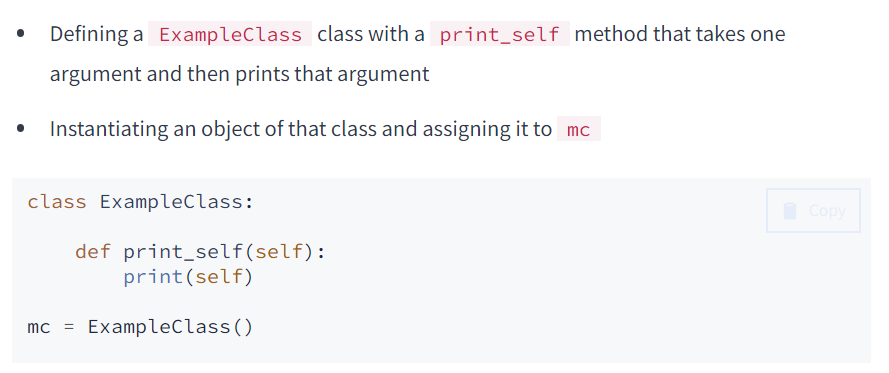 Defining a ExampleClass class with a print_self method that takes one
argument and then prints that argument
Instantiating an object of that class and assigning it to mc
Copy
class ExampleClass:
    def print_self(self):
        print(self)
mc = ExampleClass()